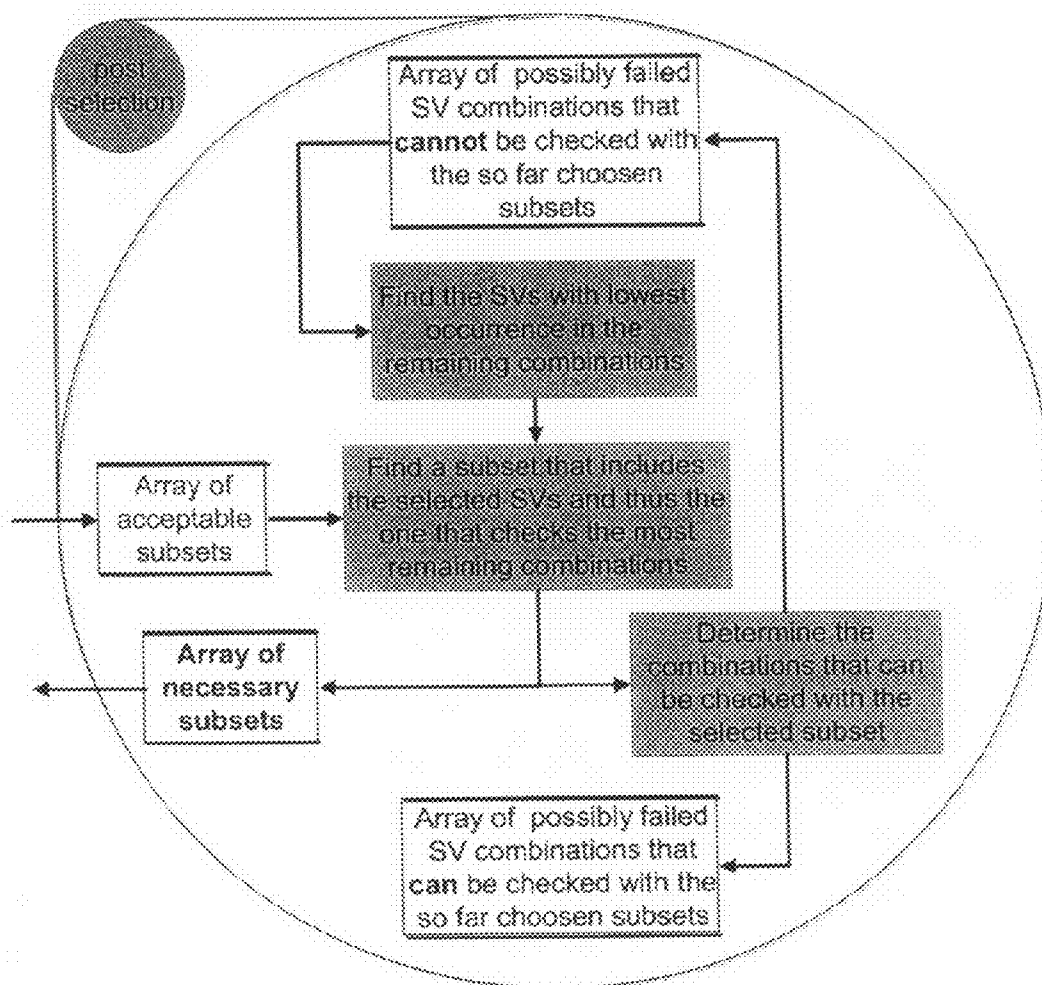 post
selection
Array of possibly failed
SV combinations that
cannot be checked with
the so far choosen
subsets
Find the SVs with lowest
occurrence in the
remaining combinations
Find a subset that includes
the selected SVs and thus the
one that checks the most
remaining combinations
Array of
acceptable
subsets
Array of
necessary
subsets
Determine the
combinations that can
be checked with the
selected subset
Array of possibly failed
SV combinations that
can be checked with the
so far choosen subsets